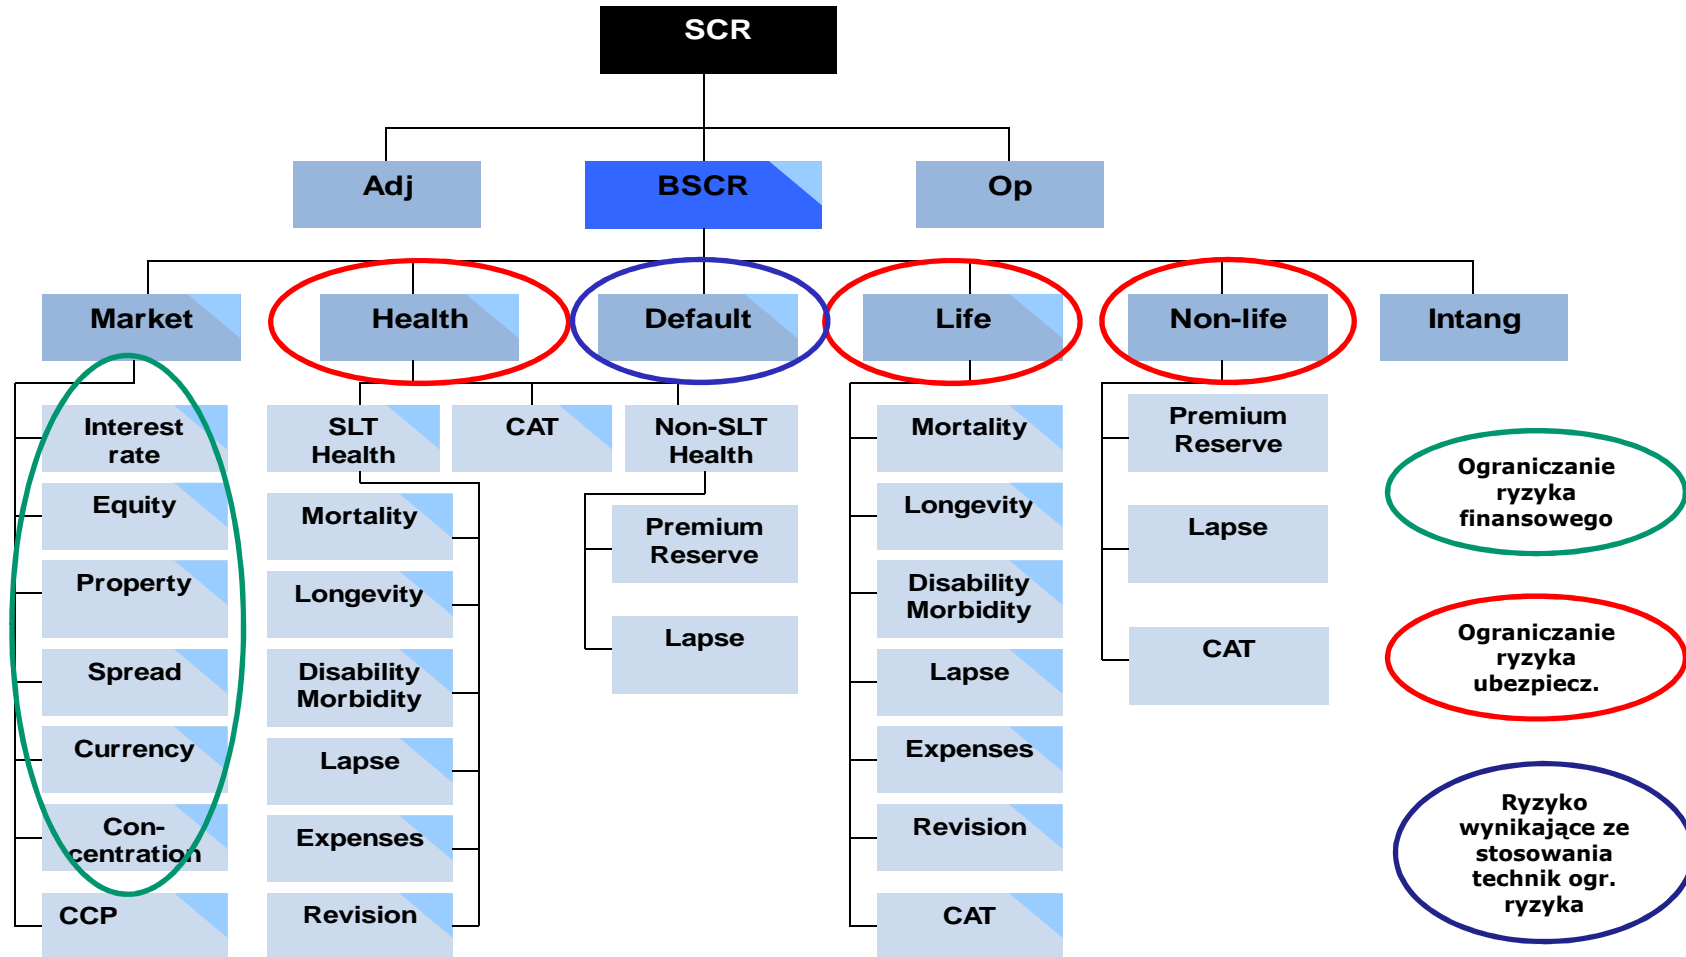 SCR
Adj
BSCR
Op
Market
Health
Default
Life
Non-life
Intang
Interest
rate
Equity
Property
Spread
Currency
Con-
centration
CCP
SLT
Health
Mortality
Longevity
Disability
Morbidity
Lapse
Expenses
Revision
CAT
Non-SLT
Health
Premium
Reserve
Lapse
Mortality
Longevity
Disability
Morbidity
Lapse
Expenses
Revision
CAT
Premium
Reserve
Lapse
CAT
Ograniczanie
ryzyka
finansowego
Ograniczanie
ryzyka
ubezpiecz.
Ryzyko
wynikające ze
stosowania
technik ogr.
ryzyka